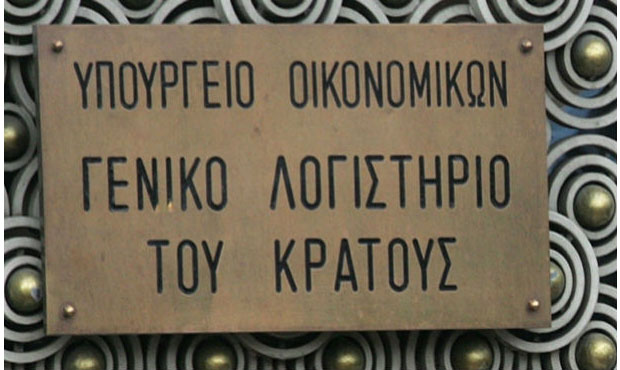 ΥΠΟΥΡΓΕΙΟ ΟΙΚΟΝΟΜΙΚΩΝ
ΓΕΝΙΚΟ ΛΟΓΙΣΤΗΡΙΟ
ΤΟΥ ΚΡΑΤΟΥΣ